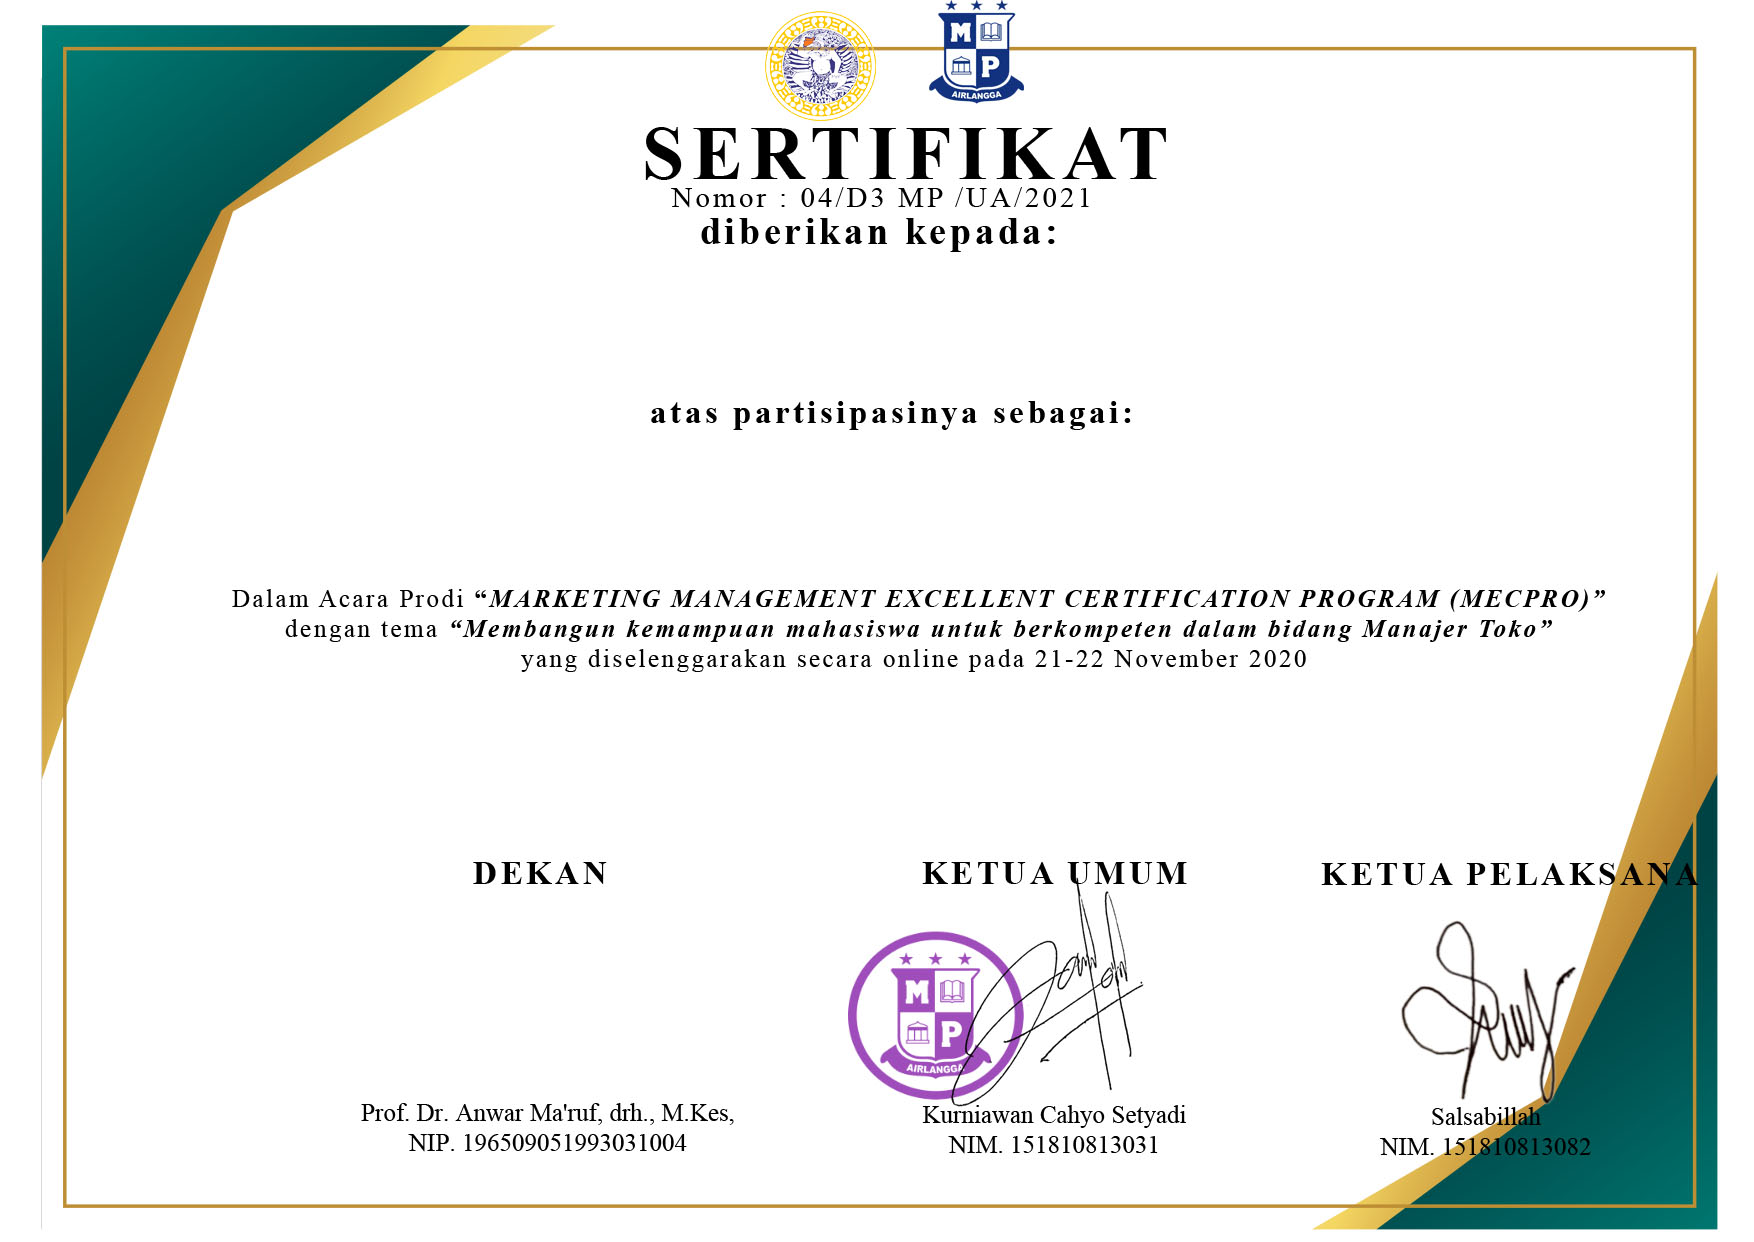 M
P
AIRLANGGA
SERTIFIKAT
Nomor : 04/D3 MP /UA/2021
diberikan kepada:
atas partisipasinya sebagai:
Dalam Acara Prodi “MARKETING MANAGEMENT EXCELLENT CERTIFICATION PROGRAM (MECPRO)”
dengan tema “Membangun kemampuan mahasiswa untuk berkompeten dalam bidang Manajer Toko”
yang diselenggarakan secara online pada 21-22 November 2020
DEKAN
Prof. Dr. Anwar Ma'ruf, drh., M.Kes,
NIP. 196509051993031004
KETUA UMUM
M
P
AIRLANGGA
Kurniawan Cahyo Setyadi
NIM. 151810813031
KETUA PELAKSANA
Salsabillah
NIM. 151810813082